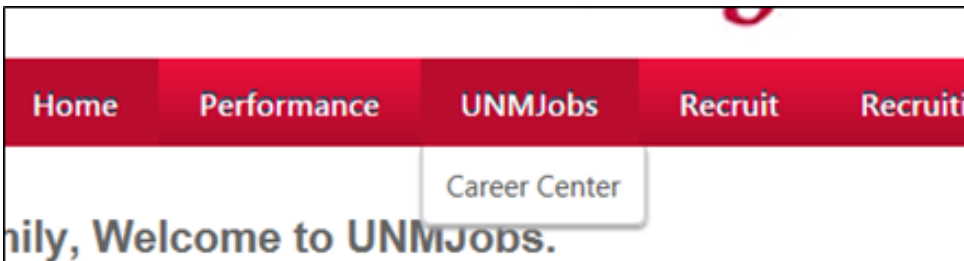 Home Performance UNMJobs Recruit Recruiti
Career Center
nily, Welcome to UNMJobs.